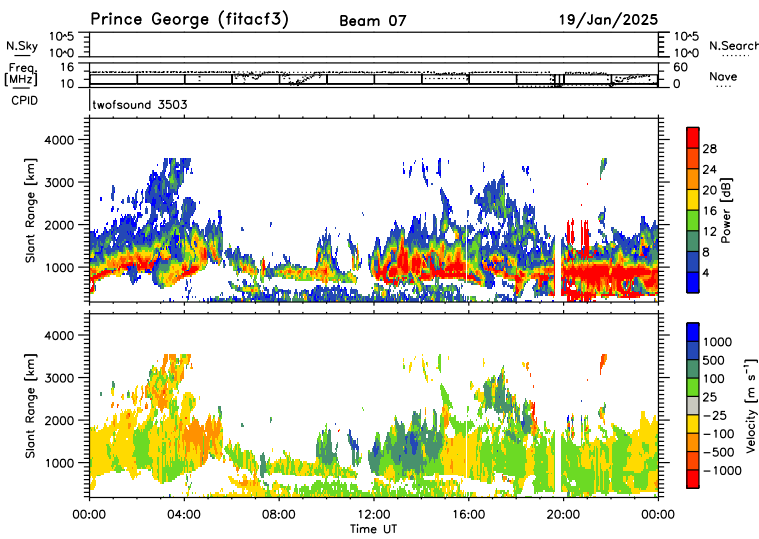 Prince George (fitacf3) Beam 07 19/Jan/2025
N.Sky 10^5 10^5 N.Search
10^0 10^0
Freq. 16 60 Nave
[MHz] 10 0
CPID twofsound 3503
Slant Range [km]
4000
3000
2000
1000
Power [dB]
28
24
20
16
12
8
4
Slant Range [km]
4000
3000
2000
1000
Velocity [m s⁻¹]
1000
500
100
25
−25
−100
−500
−1000
00:00 04:00 08:00 12:00 16:00 20:00 00:00
Time UT